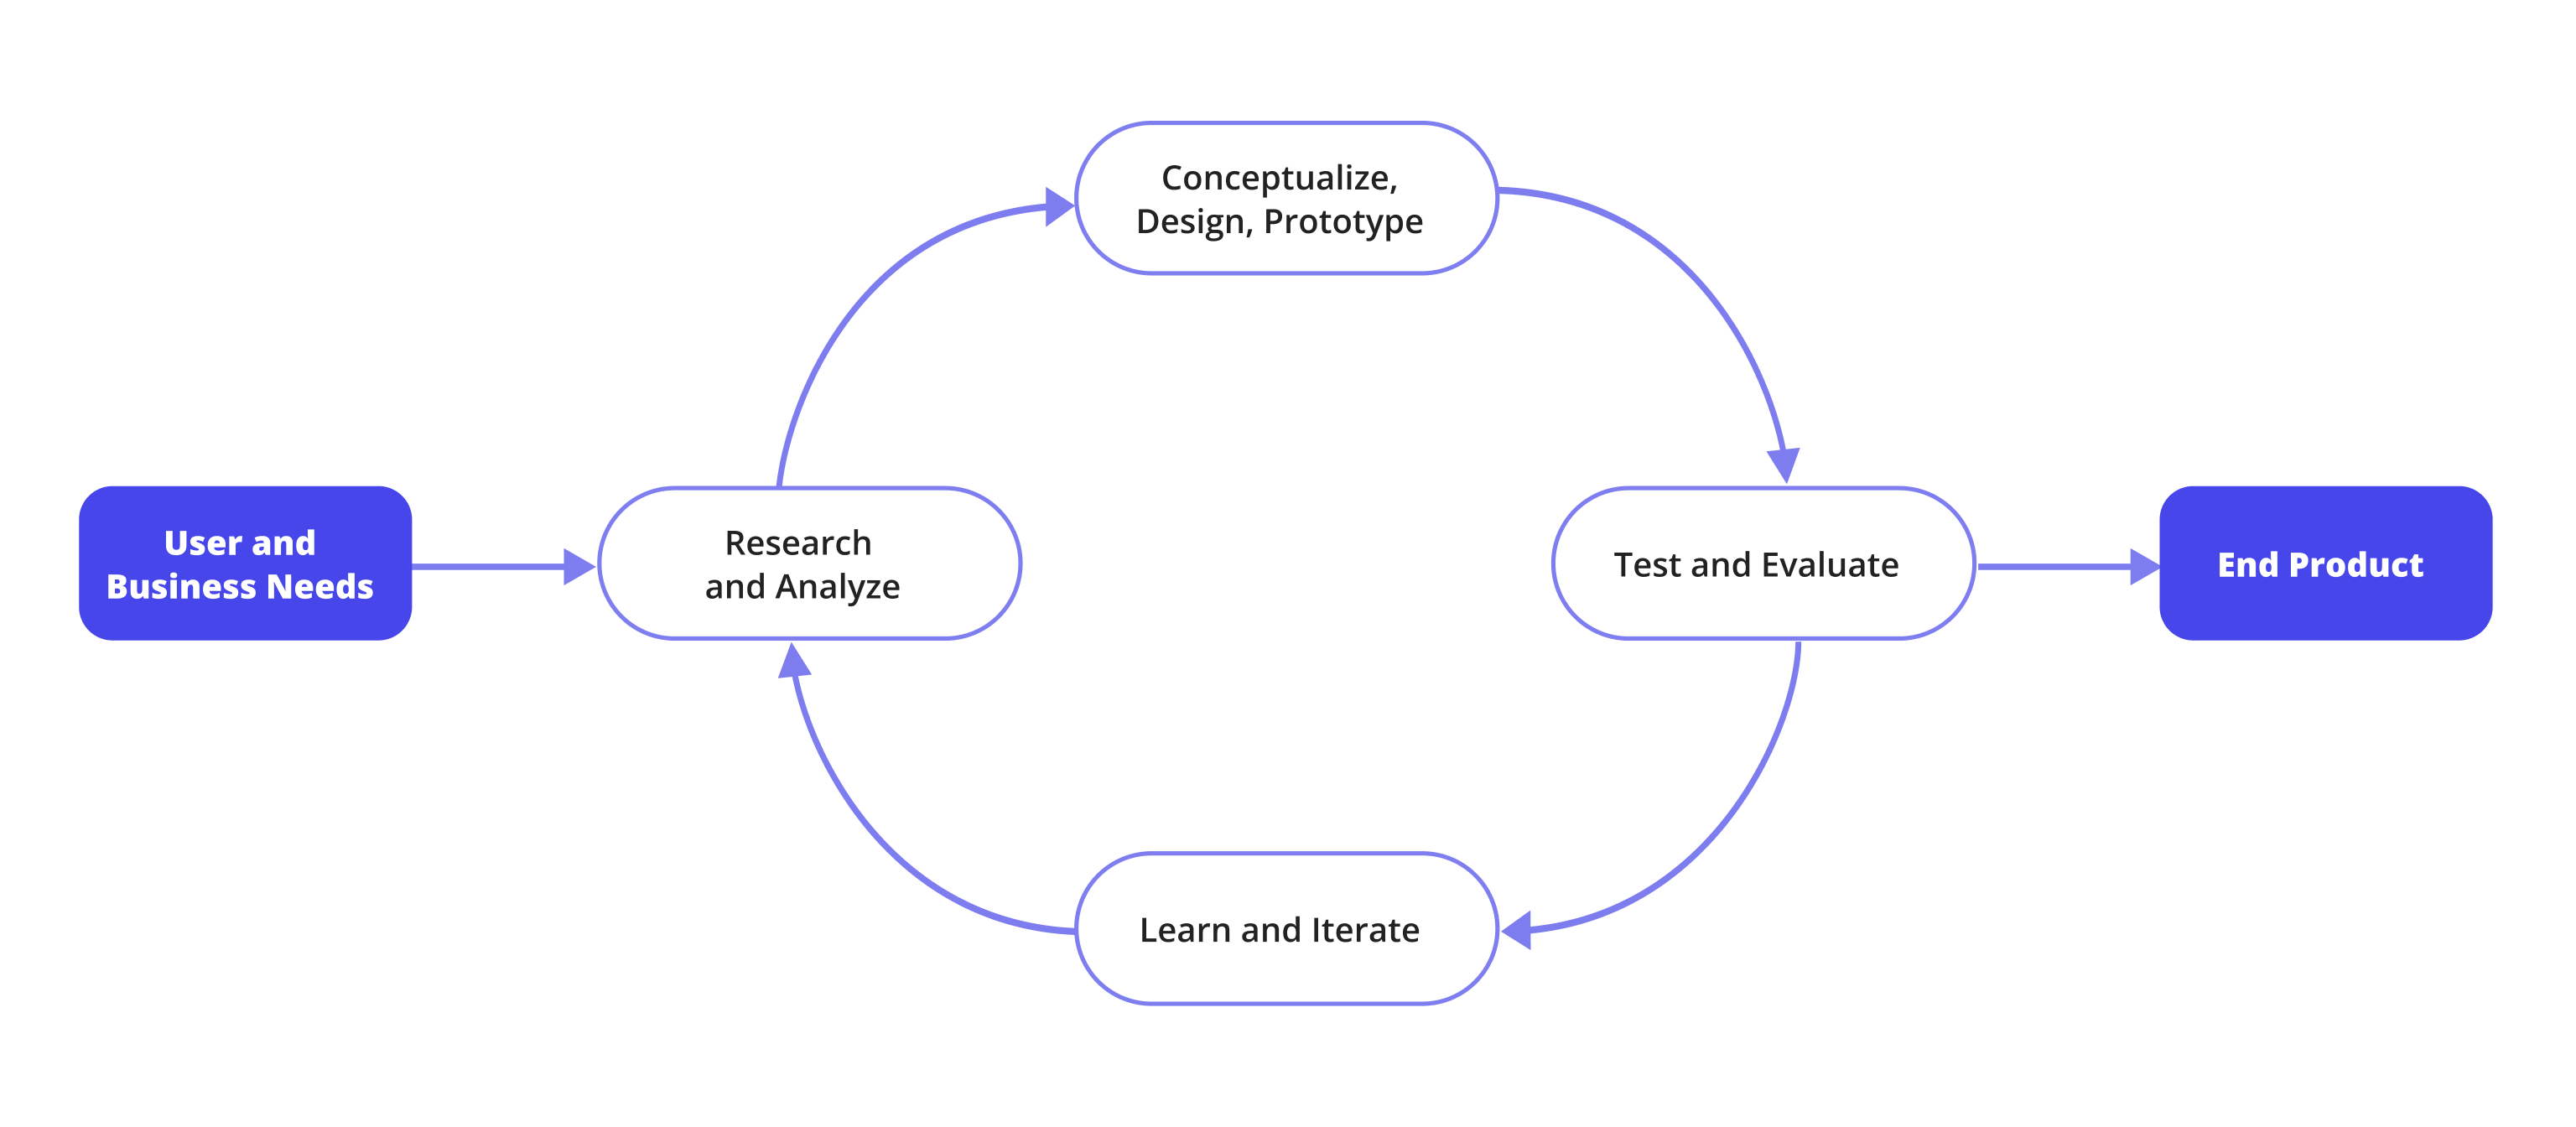 Conceptualize,
Design, Prototype
User and
Business Needs
Research
and Analyze
Test and Evaluate
End Product
Learn and Iterate